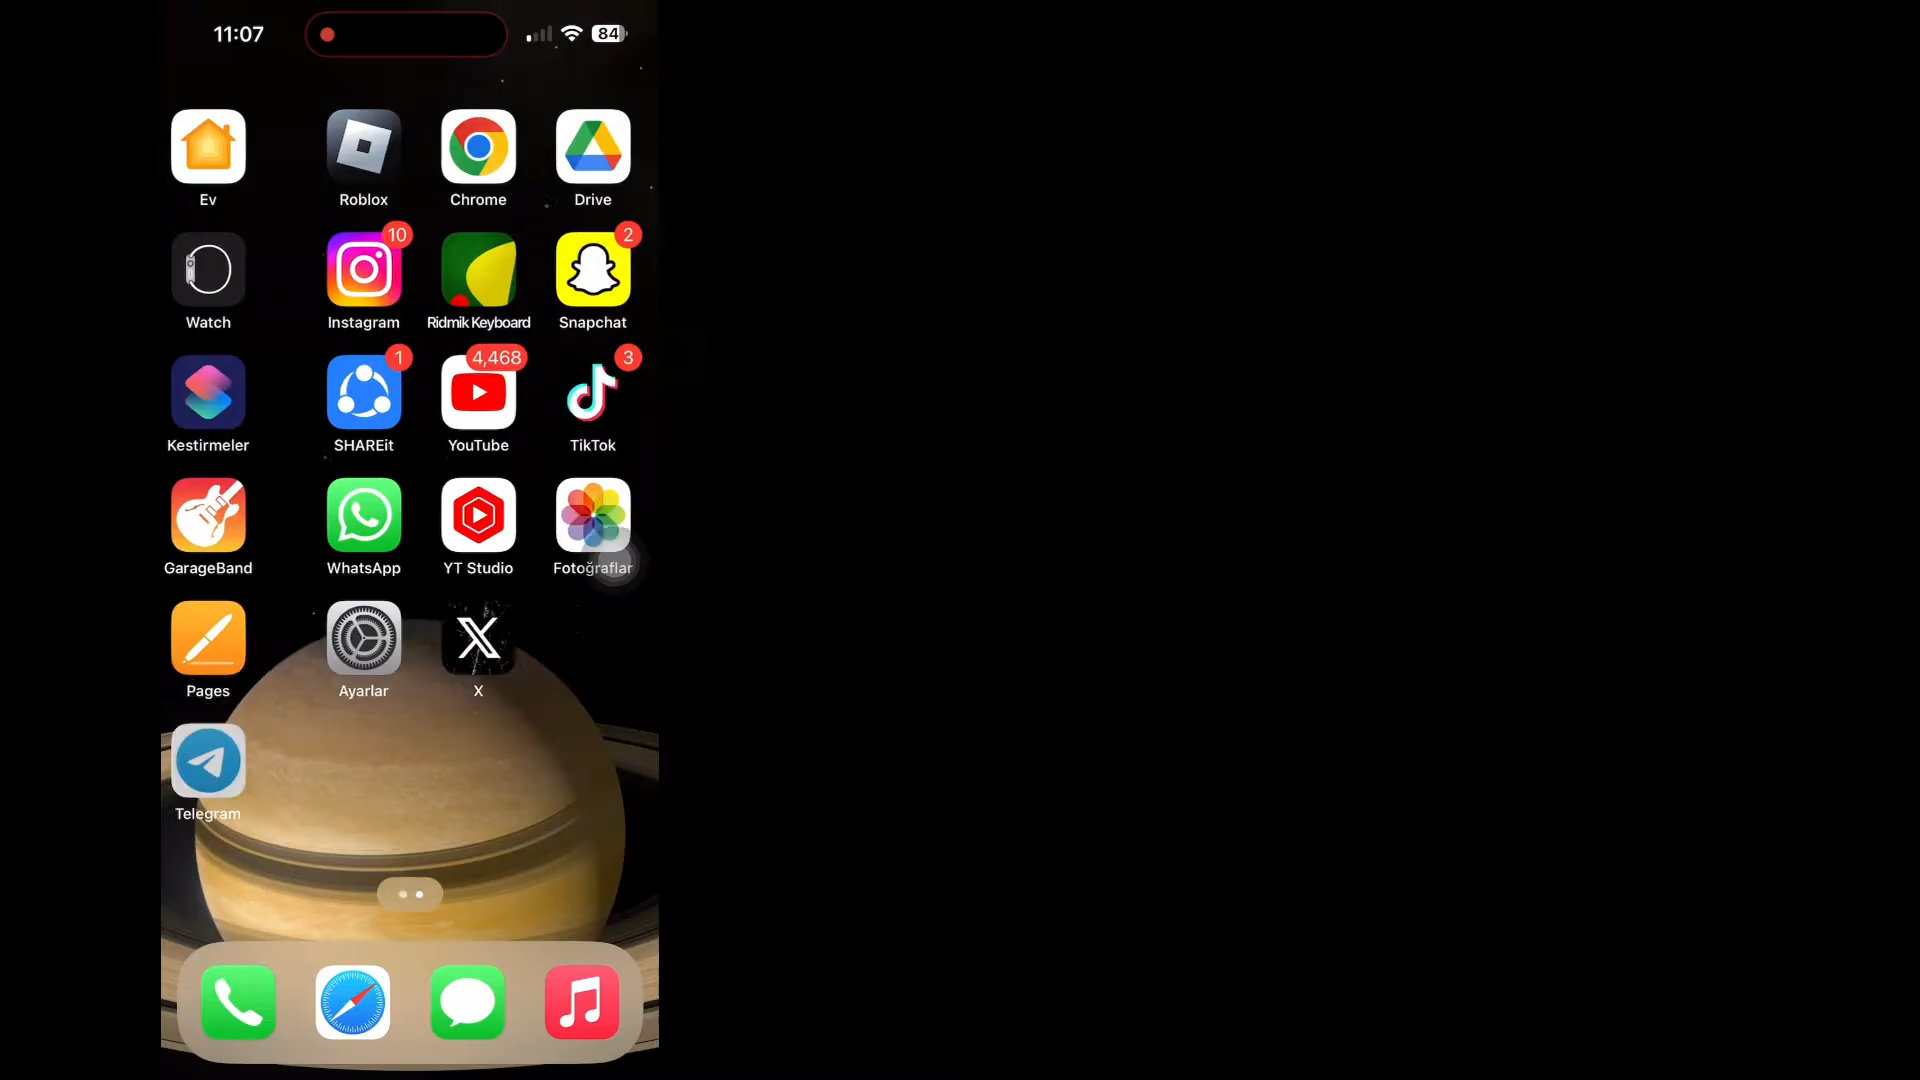 11:07
84
Ev
Roblox
Chrome
Drive
10
2
Watch
Instagram
Ridmik Keyboard
Snapchat
1
4,468
3
Kestirmeler
SHAREit
YouTube
TikTok
GarageBand
WhatsApp
YT Studio
Fotoğraflar
Pages
Ayarlar
X
Telegram